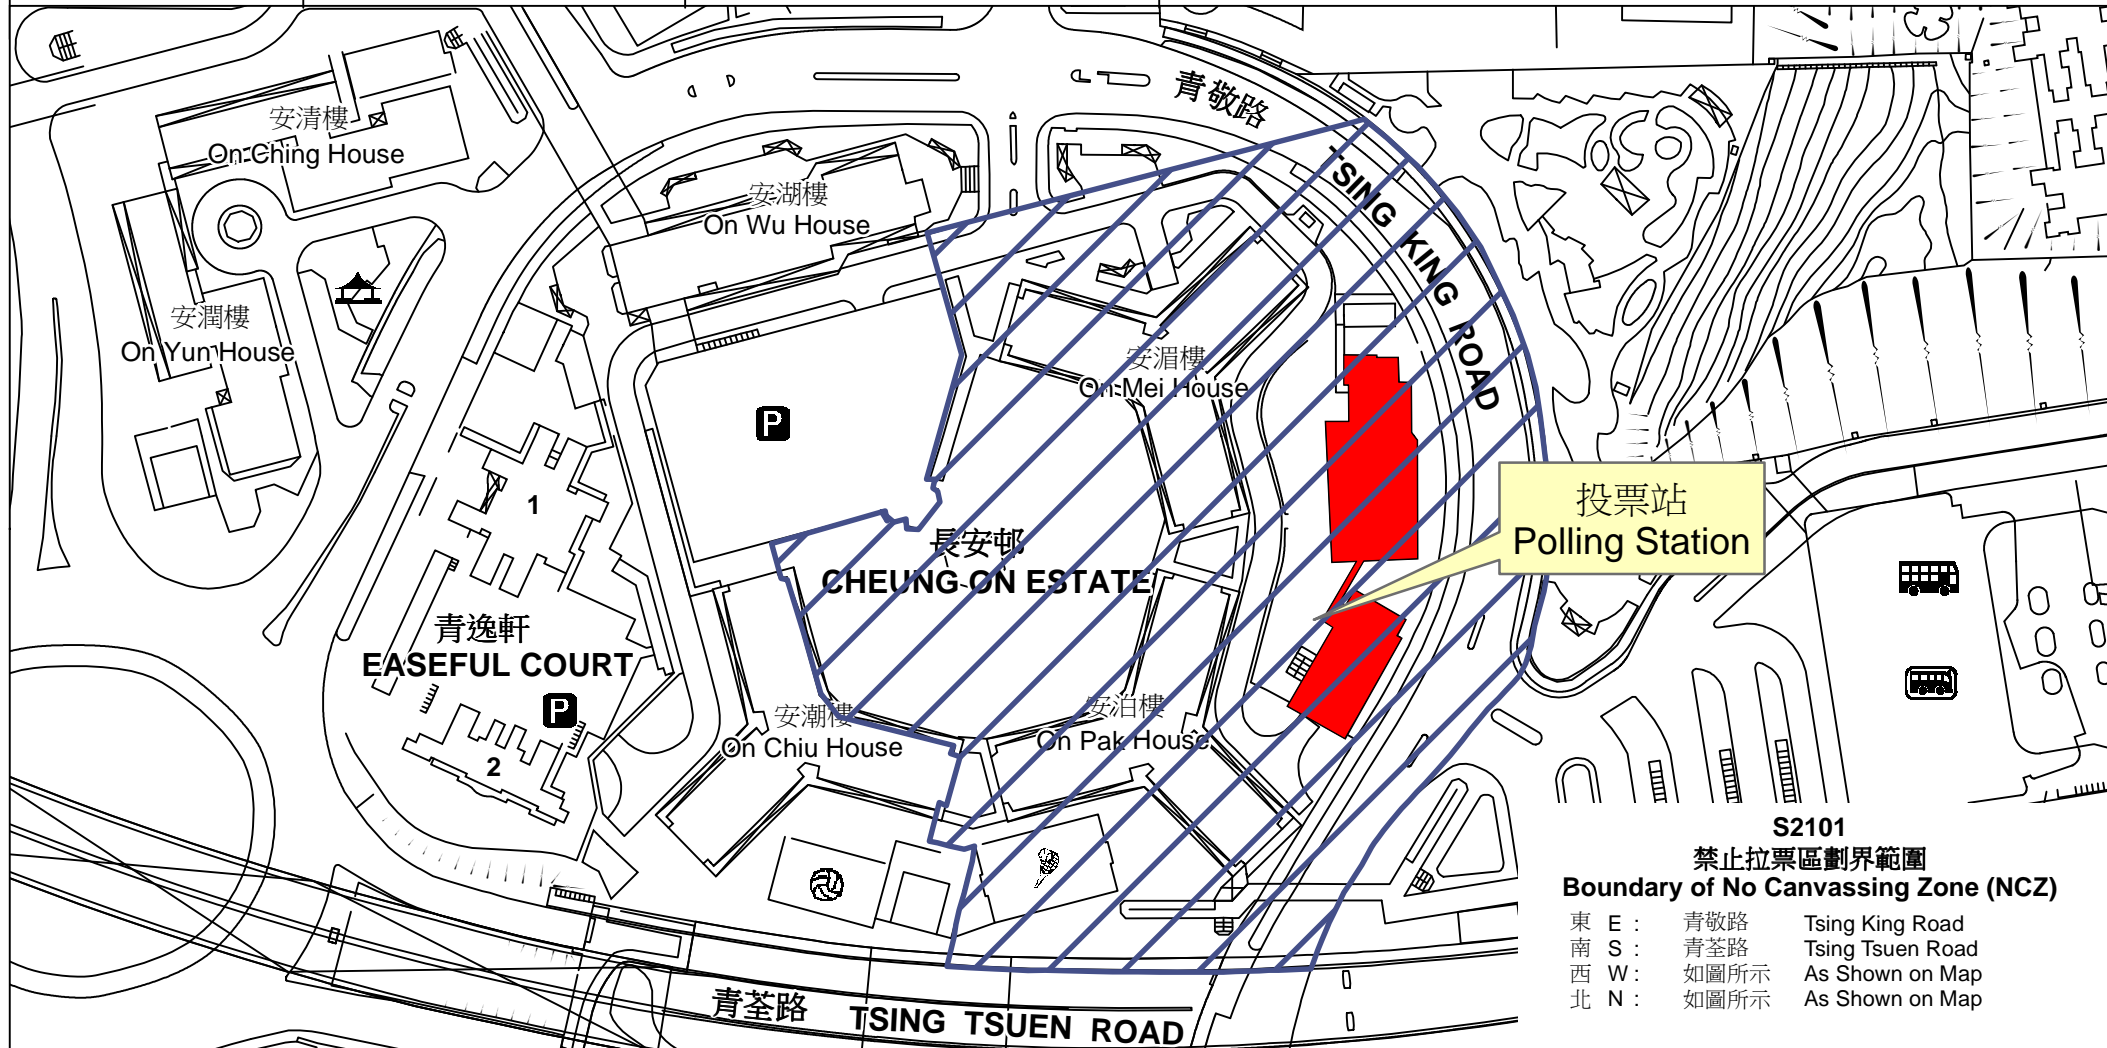 青敬路
TSING KING ROAD
安清樓
On Ching House
安湖樓
On Wu House
安潤樓
On Yun House
安湄樓
On Mei House
P
1
投票站
Polling Station
長安邨
CHEUNG ON ESTATE
青逸軒
EASEFUL COURT
P
2
安潮樓
On Chiu House
安泊樓
On Pak House
青荃路 TSING TSUEN ROAD
S2101
禁止拉票區劃界範圍
Boundary of No Canvassing Zone (NCZ)
東 E : 青敬路 Tsing King Road
南 S : 青荃路 Tsing Tsuen Road
西 W : 如圖所示 As Shown on Map
北 N : 如圖所示 As Shown on Map